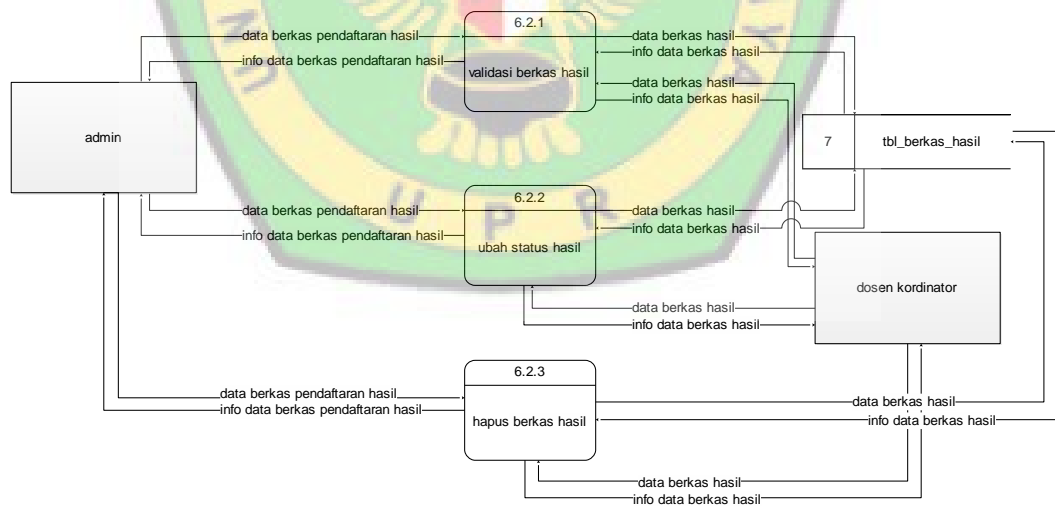 6.2.1
data berkas pendaftaran hasil
data berkas hasil
info data berkas hasil
info data berkas pendaftaran hasil
validasi berkas hasil
data berkas hasil
info data berkas hasil
admin
7
tbl_berkas_hasil
6.2.2
data berkas pendaftaran hasil
data berkas hasil
info data berkas hasil
info data berkas pendaftaran hasil
ubah status hasil
dosen kordinator
data berkas hasil
info data berkas hasil
6.2.3
data berkas pendaftaran hasil
data berkas hasil
info data berkas pendaftaran hasil
hapus berkas hasil
info data berkas hasil
data berkas hasil
info data berkas hasil
U P R